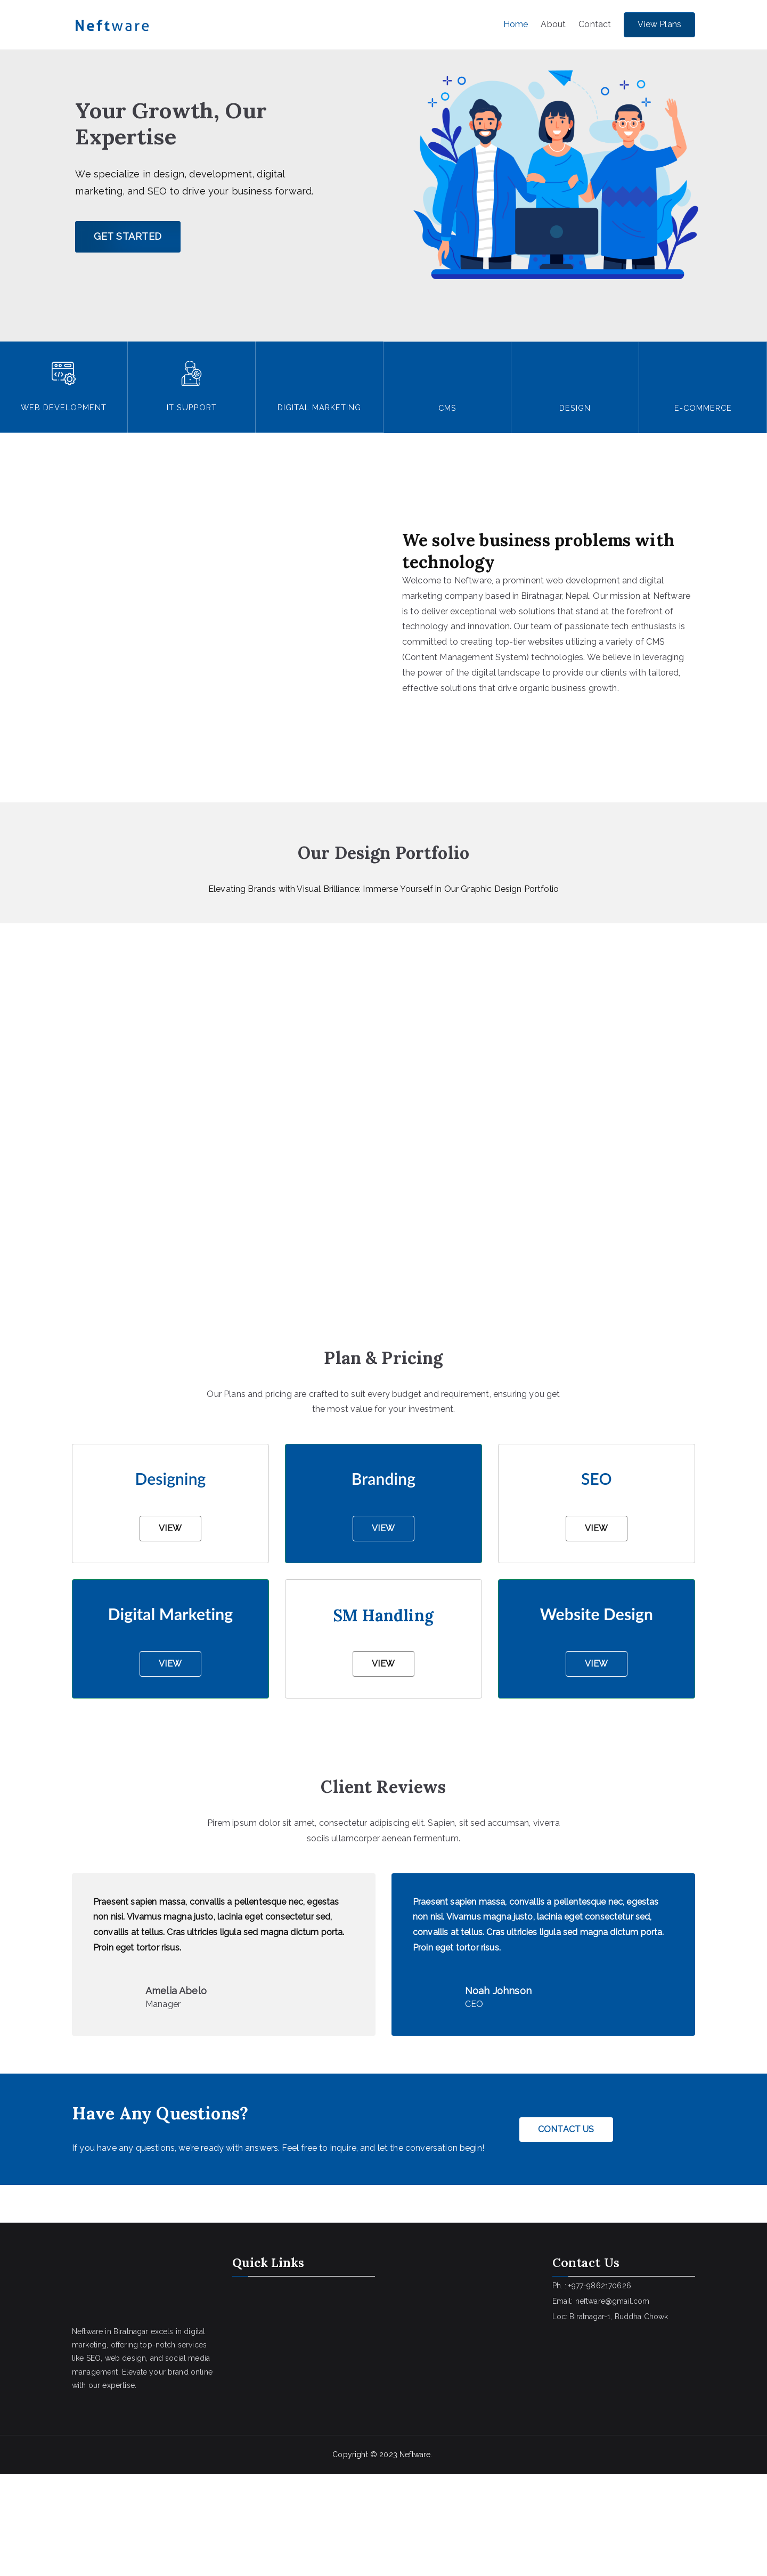 Neftware
Home About Contact View Plans
Your Growth, Our
Expertise
We specialize in design, development, digital
marketing, and SEO to drive your business forward.
GET STARTED
WEB DEVELOPMENT
IT SUPPORT
DIGITAL MARKETING
CMS
DESIGN
E-COMMERCE
We solve business problems with
technology
Welcome to Neftware, a prominent web development and digital
marketing company based in Biratnagar, Nepal. Our mission at Neftware
is to deliver exceptional web solutions that stand at the forefront of
technology and innovation. Our team of passionate tech enthusiasts is
committed to creating top-tier websites utilizing a variety of CMS
(Content Management System) technologies. We believe in leveraging
the power of the digital landscape to provide our clients with tailored,
effective solutions that drive organic business growth.
Our Design Portfolio
Elevating Brands with Visual Brilliance: Immerse Yourself in Our Graphic Design Portfolio
Plan & Pricing
Our Plans and pricing are crafted to suit every budget and requirement, ensuring you get
the most value for your investment.
Designing
VIEW
Branding
VIEW
SEO
VIEW
Digital Marketing
VIEW
SM Handling
VIEW
Website Design
VIEW
Client Reviews
Pirem ipsum dolor sit amet, consectetur adipiscing elit. Sapien, sit sed accumsan, viverra
sociis ullamcorper aenean fermentum.
Praesent sapien massa, convallis a pellentesque nec, egestas
non nisi. Vivamus magna justo, lacinia eget consectetur sed,
convallis at tellus. Cras ultricies ligula sed magna dictum porta.
Proin eget tortor risus.
Amelia Abelo
Manager
Praesent sapien massa, convallis a pellentesque nec, egestas
non nisi. Vivamus magna justo, lacinia eget consectetur sed,
convallis at tellus. Cras ultricies ligula sed magna dictum porta.
Proin eget tortor risus.
Noah Johnson
CEO
Have Any Questions?
If you have any questions, we're ready with answers. Feel free to inquire, and let the conversation begin!
CONTACT US
Neftware in Biratnagar excels in digital
marketing, offering top-notch services
like SEO, web design, and social media
management. Elevate your brand online
with our expertise.
Quick Links
Contact Us
Ph. : +977-9862170626
Email: neftware@gmail.com
Loc: Biratnagar-1, Buddha Chowk
Copyright © 2023 Neftware.